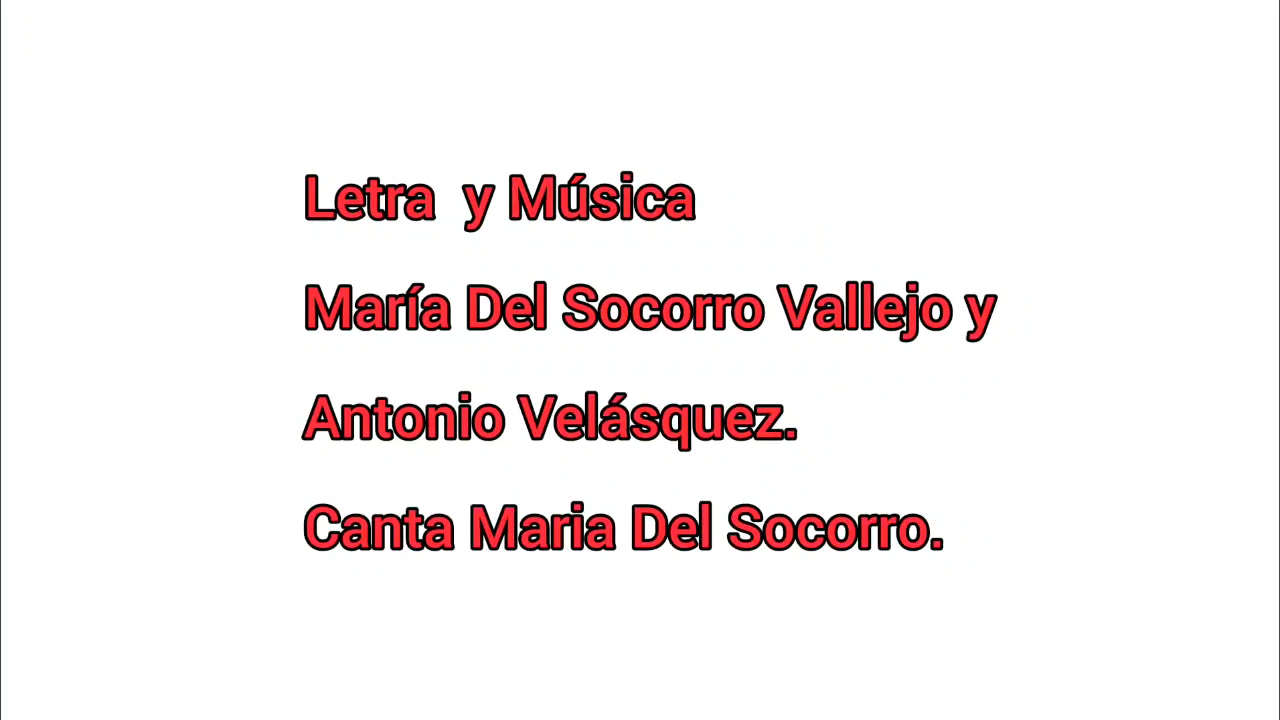 Letra y Música
María Del Socorro Vallejo y
Antonio Velásquez.
Canta Maria Del Socorro.